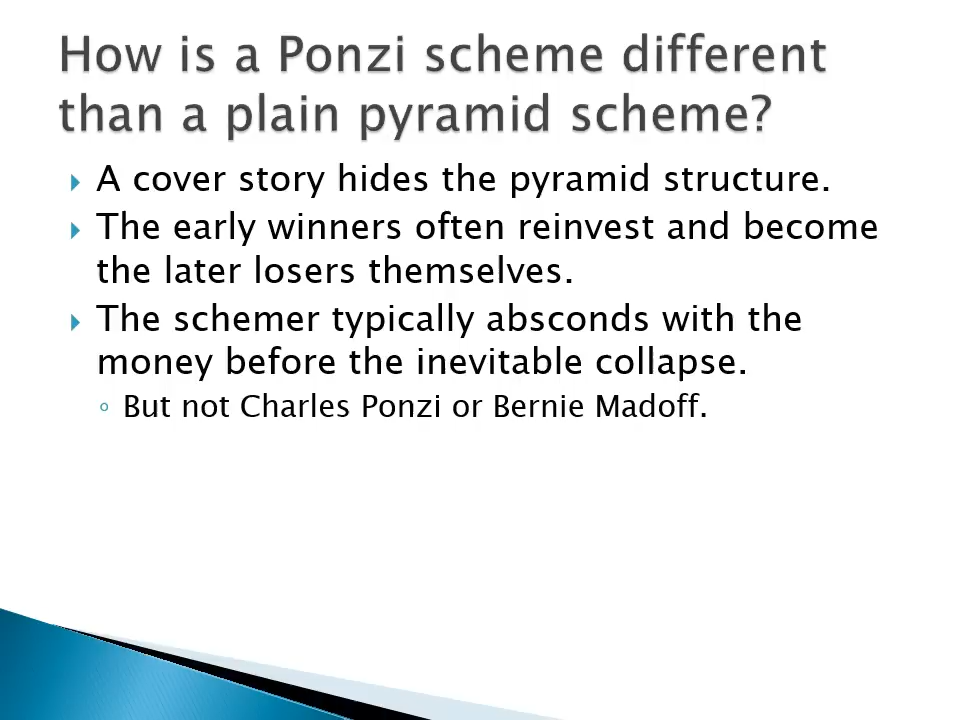 How is a Ponzi scheme different
than a plain pyramid scheme?
A cover story hides the pyramid structure.
The early winners often reinvest and become
the later losers themselves.
The schemer typically absconds with the
money before the inevitable collapse.
But not Charles Ponzi or Bernie Madoff.